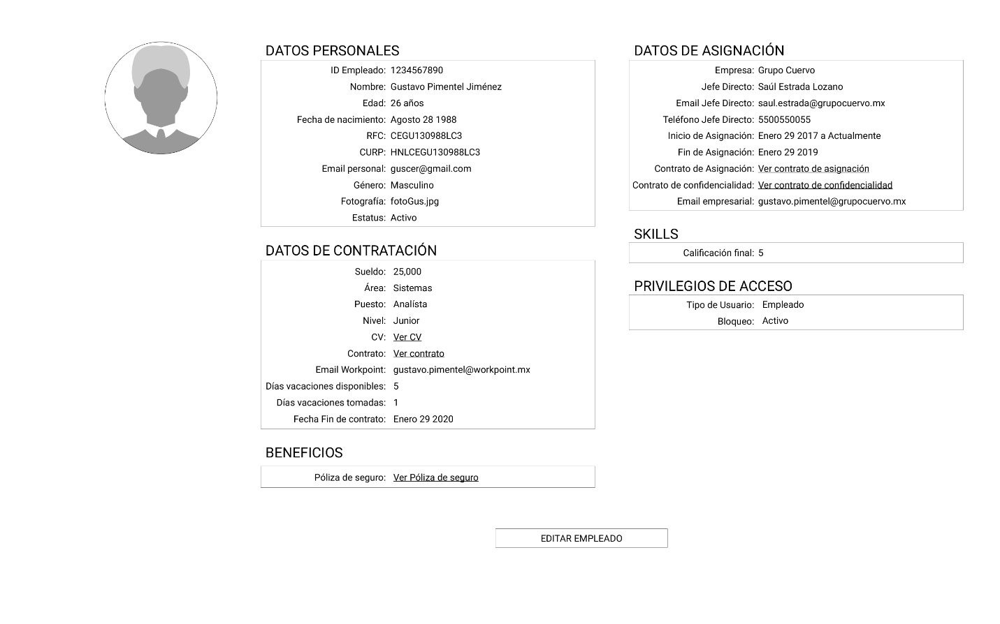 DATOS PERSONALES
ID Empleado: 1234567890
Nombre: Gustavo Pimentel Jiménez
Edad: 26 años
Fecha de nacimiento: Agosto 28 1988
RFC: CEGU130988LC3
CURP: HNLCEGU130988LC3
Email personal: guscer@gmail.com
Género: Masculino
Fotografía: fotoGus.jpg
Estatus: Activo
DATOS DE CONTRATACIÓN
Sueldo: 25,000
Área: Sistemas
Puesto: Analísta
Nivel: Junior
CV: Ver CV
Contrato: Ver contrato
Email Workpoint: gustavo.pimentel@workpoint.mx
Días vacaciones disponibles: 5
Días vacaciones tomadas: 1
Fecha Fin de contrato: Enero 29 2020
BENEFICIOS
Póliza de seguro: Ver Póliza de seguro
DATOS DE ASIGNACIÓN
Empresa: Grupo Cuervo
Jefe Directo: Saúl Estrada Lozano
Email Jefe Directo: saul.estrada@grupocuervo.mx
Teléfono Jefe Directo: 5500550055
Inicio de Asignación: Enero 29 2017 a Actualmente
Fin de Asignación: Enero 29 2019
Contrato de Asignación: Ver contrato de asignación
Contrato de confidencialidad: Ver contrato de confidencialidad
Email empresarial: gustavo.pimentel@grupocuervo.mx
SKILLS
Calificación final: 5
PRIVILEGIOS DE ACCESO
Tipo de Usuario: Empleado
Bloqueo: Activo
EDITAR EMPLEADO